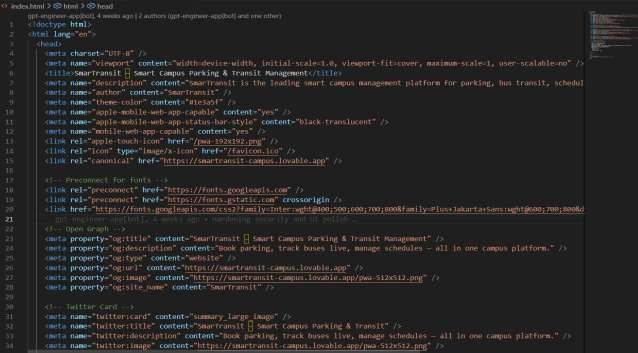 index.html > html > head
gpt-engineer-app[bot], 4 weeks ago | 2 authors (gpt-engineer-app[bot] and one other)
1 <!doctype html>
2 <html lang="en">
3 <head>
4 <meta charset="UTF-8" />
5 <meta name="viewport" content="width=device-width, initial-scale=1.0, viewport-fit=cover, maximum-scale=1, user-scalable=no" />
6 <title>SmarTransit – Smart Campus Parking & Transit Management</title>
7 <meta name="description" content="SmarTransit is the leading smart campus management platform for parking, bus transit, schedul
8 <meta name="author" content="SmarTransit" />
9 <meta name="theme-color" content="#1e3a5f" />
10 <meta name="apple-mobile-web-app-capable" content="yes" />
11 <meta name="apple-mobile-web-app-status-bar-style" content="black-translucent" />
12 <meta name="mobile-web-app-capable" content="yes" />
13 <link rel="apple-touch-icon" href="/pwa-192x192.png" />
14 <link rel="icon" type="image/x-icon" href="/favicon.ico" />
15 <link rel="canonical" href="https://smartransit-campus.lovable.app" />
17 <!-- Preconnect for fonts -->
18 <link rel="preconnect" href="https://fonts.googleapis.com" />
19 <link rel="preconnect" href="https://fonts.gstatic.com" crossorigin />
20 <link href="https://fonts.googleapis.com/css2?family=Inter:wght@400;500;600;700;800&family=Plus+Jakarta+Sans:wght@600;700;800&d
21 gpt-engineer-app[bot], 4 weeks ago • Hardening security and UI polish …
22 <!-- Open Graph -->
23 <meta property="og:title" content="SmarTransit – Smart Campus Parking & Transit Management" />
24 <meta property="og:description" content="Book parking, track buses live, manage schedules — all in one campus platform." />
25 <meta property="og:type" content="website" />
26 <meta property="og:url" content="https://smartransit-campus.lovable.app" />
27 <meta property="og:image" content="https://smartransit-campus.lovable.app/pwa-512x512.png" />
28 <meta property="og:site_name" content="SmarTransit" />
30 <!-- Twitter Card -->
31 <meta name="twitter:card" content="summary_large_image" />
32 <meta name="twitter:title" content="SmarTransit – Smart Campus Parking & Transit" />
33 <meta name="twitter:description" content="Book parking, track buses live, manage schedules — all in one campus platform." />
34 <meta name="twitter:image" content="https://smartransit-campus.lovable.app/pwa-512x512.png" />